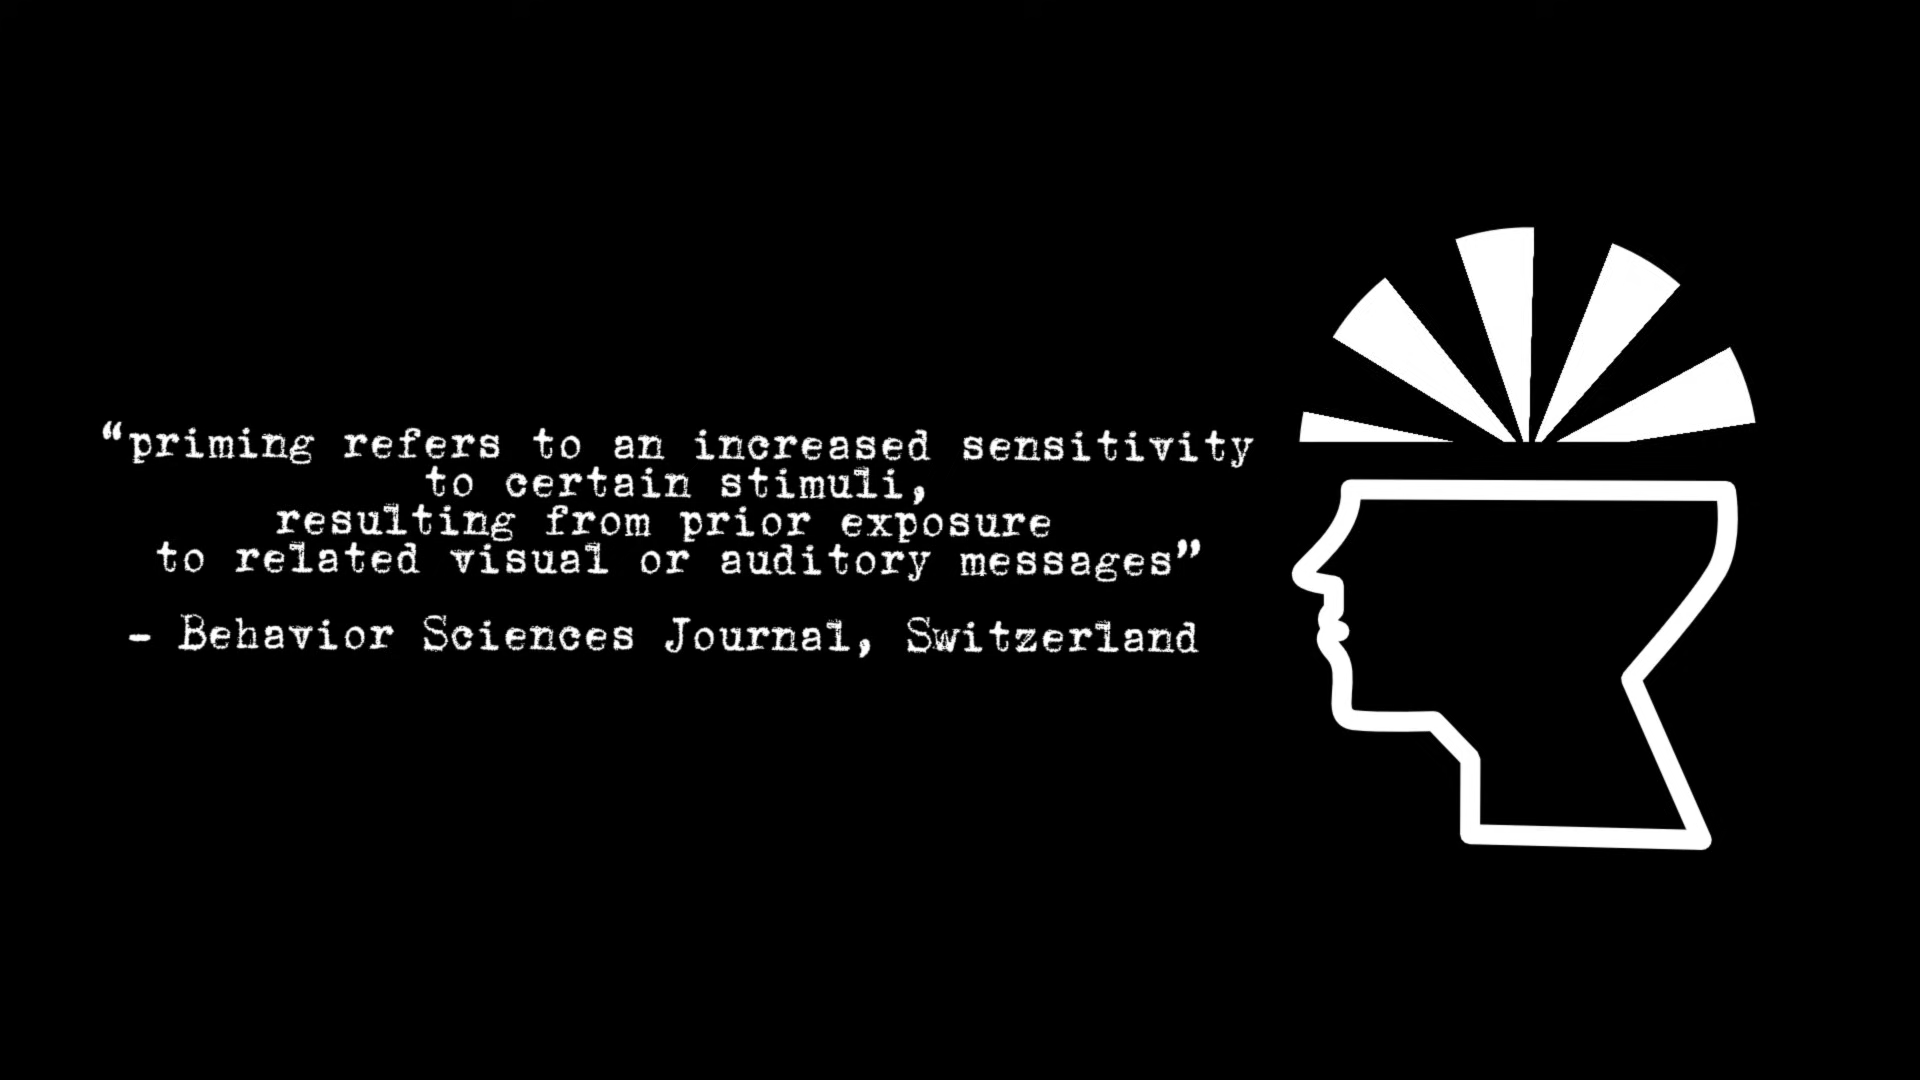 “priming refers to an increased sensitivity
to certain stimuli,
resulting from prior exposure
to related visual or auditory messages”
- Behavior Sciences Journal, Switzerland